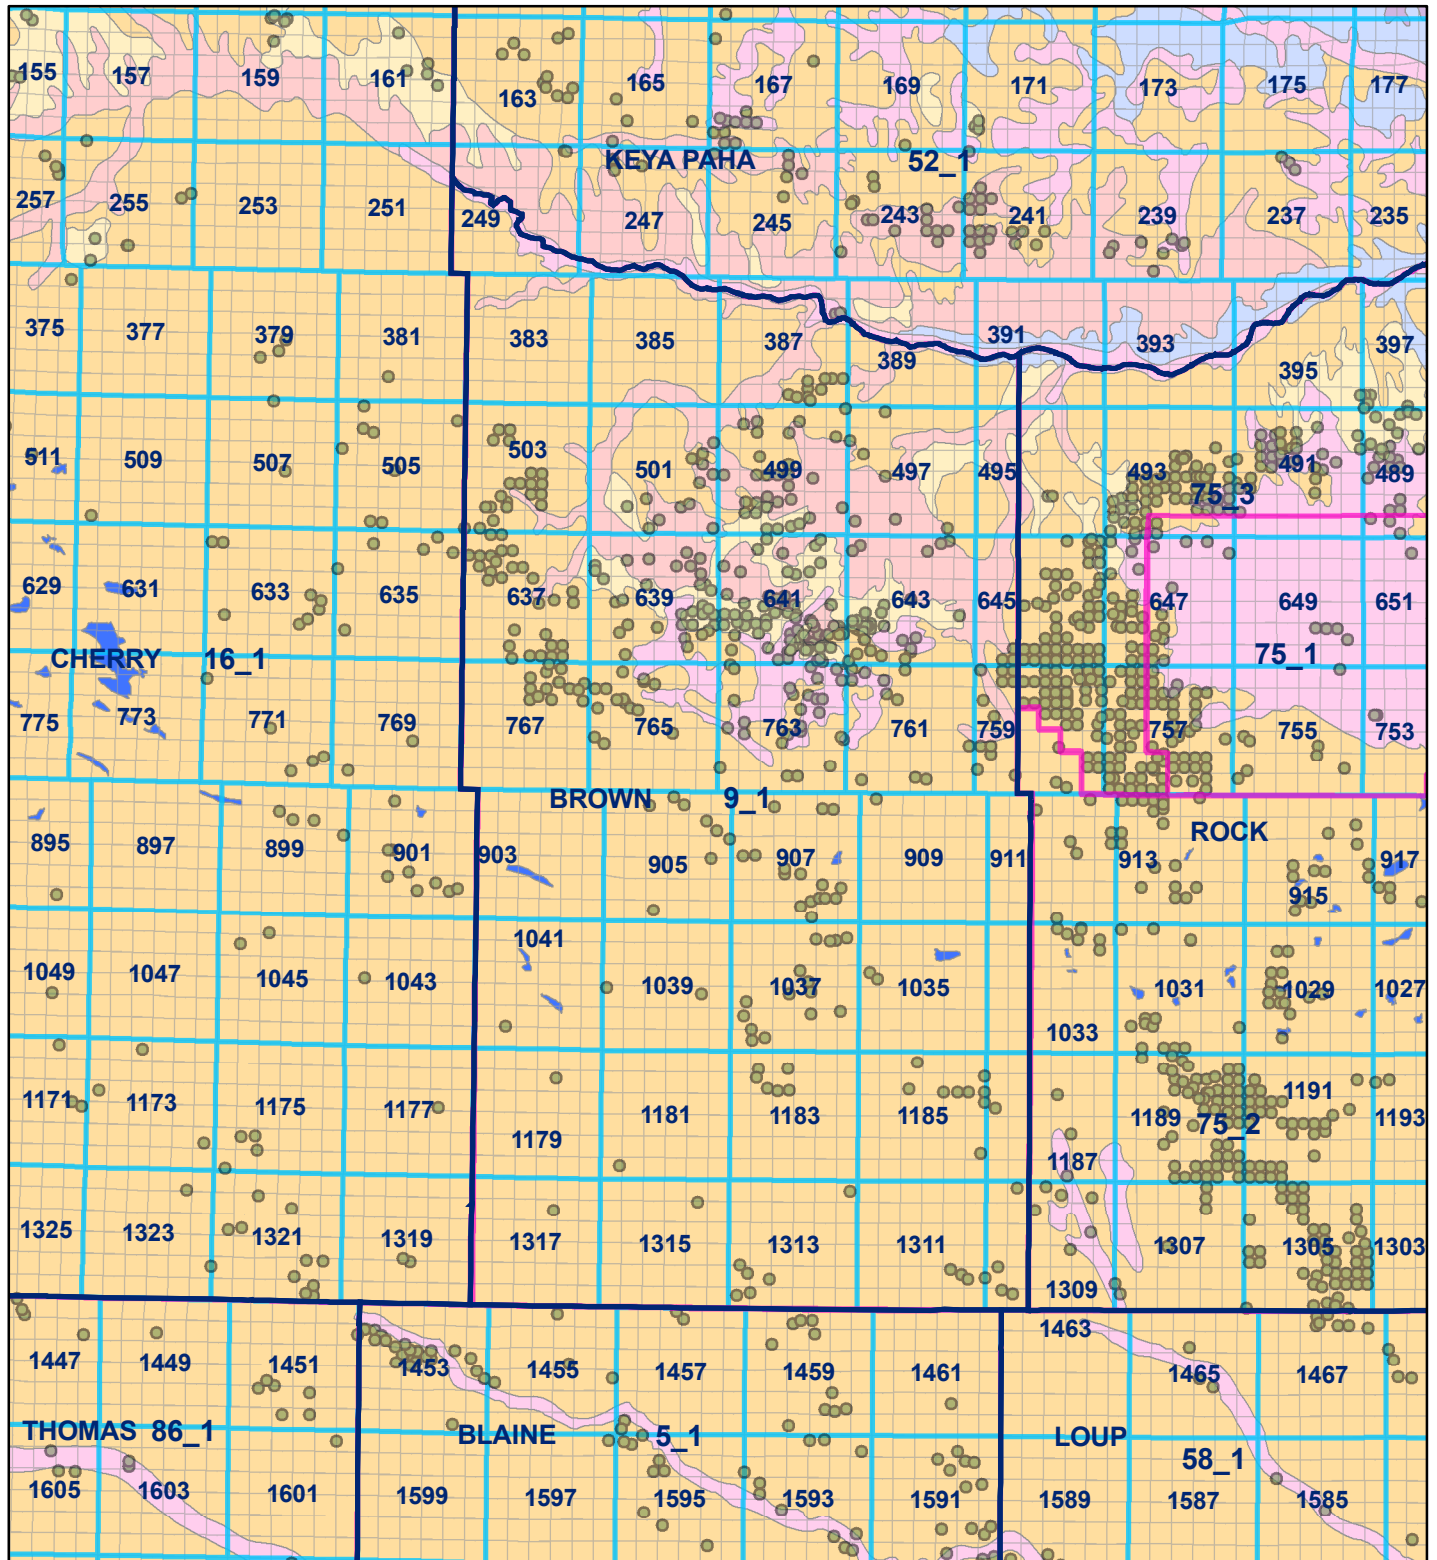 155 157 159 161 163 165 167 169 171 173 175 177
KEYA PAHA 52_1
257 255 253 251 249 247 245 243 241 239 237 235
375 377 379 381 383 385 387 389 391 393 395 397
511 509 507 505 503 501 499 497 495 493 491 489
75_3
629 631 633 635 637 639 641 643 645 647 649 651
CHERRY 16_1 75_1
775 773 771 769 767 765 763 761 759 757 755 753
BROWN 9_1
ROCK
895 897 899 901 903 905 907 909 911 913 915 917
1049 1047 1045 1043 1041 1039 1037 1035 1033 1031 1029 1027
1171 1173 1175 1177 1179 1181 1183 1185 1187 1189 1191 1193
75_2
1325 1323 1321 1319 1317 1315 1313 1311 1309 1307 1305 1303
1447 1449 1451 1453 1455 1457 1459 1461 1463 1465 1467
THOMAS 86_1 BLAINE 5_1 LOUP 58_1
1605 1603 1601 1599 1597 1595 1593 1591 1589 1587 1585